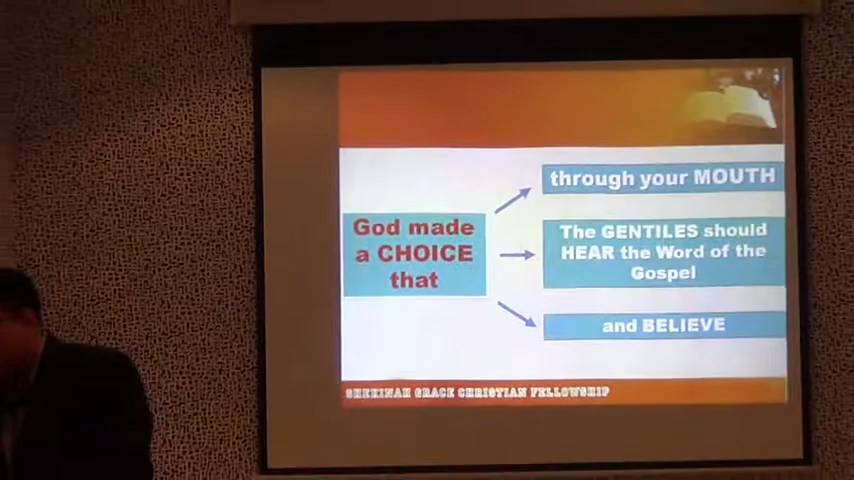 God made
a CHOICE
that
through your MOUTH
The GENTILES should
HEAR the Word of the
Gospel
and BELIEVE
SHEKINAH GRACE CHRISTIAN FELLOWSHIP